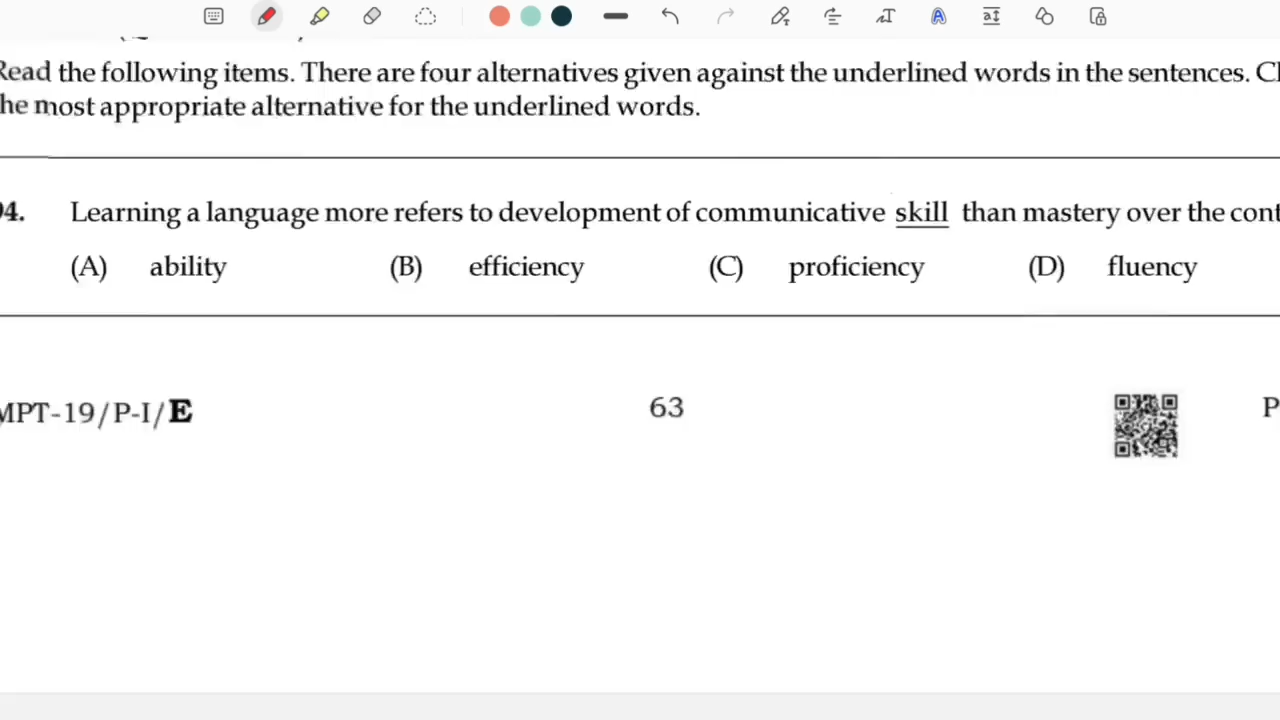 Read the following items. There are four alternatives given against the underlined words in the sentences.
most appropriate alternative for the underlined words.
Learning a language more refers to development of communicative skill than mastery over the
(A) ability (B) efficiency (C) proficiency (D) fluency
MPT-19/P-I/E 63 P